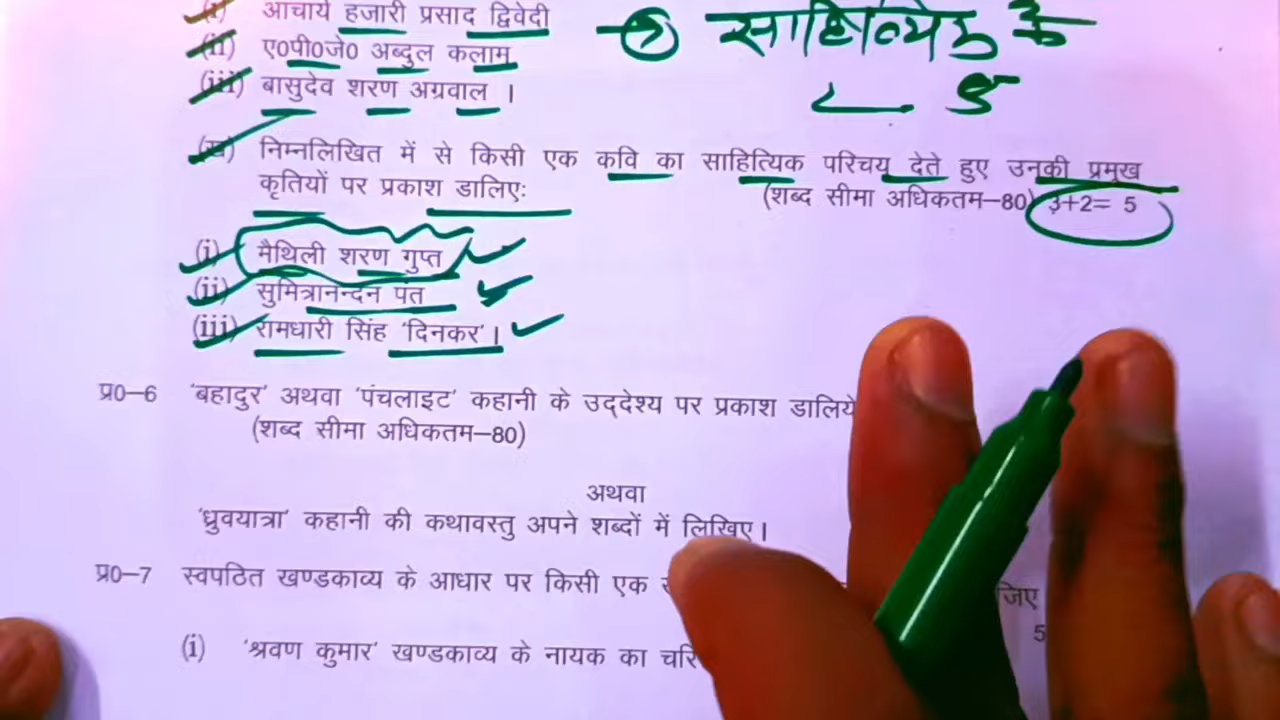 (i) आचार्य हजारी प्रसाद द्विवेदी
(ii) ए0पी0जे0 अब्दुल कलाम
(iii) बासुदेव शरण अग्रवाल ।
(ख) निम्नलिखित में से किसी एक कवि का साहित्यिक परिचय देते हुए उनकी प्रमुख
कृतियों पर प्रकाश डालिएः
(शब्द सीमा अधिकतम–80) 3+2= 5
(i) मैथिली शरण गुप्त
(ii) सुमित्रानन्दन पंत
(iii) रामधारी सिंह 'दिनकर'।
प्र0–6 'बहादुर' अथवा 'पंचलाइट' कहानी के उद्देश्य पर प्रकाश डालिये
(शब्द सीमा अधिकतम–80)
अथवा
'ध्रुवयात्रा' कहानी की कथावस्तु अपने शब्दों में लिखिए।
प्र0–7 स्वपठित खण्डकाव्य के आधार पर किसी एक
5
(i) 'श्रवण कुमार' खण्डकाव्य के नायक का